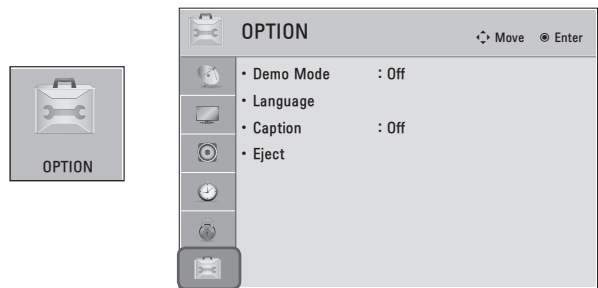 OPTION
OPTION Move Enter
• Demo Mode : Off
• Language
• Caption : Off
• Eject